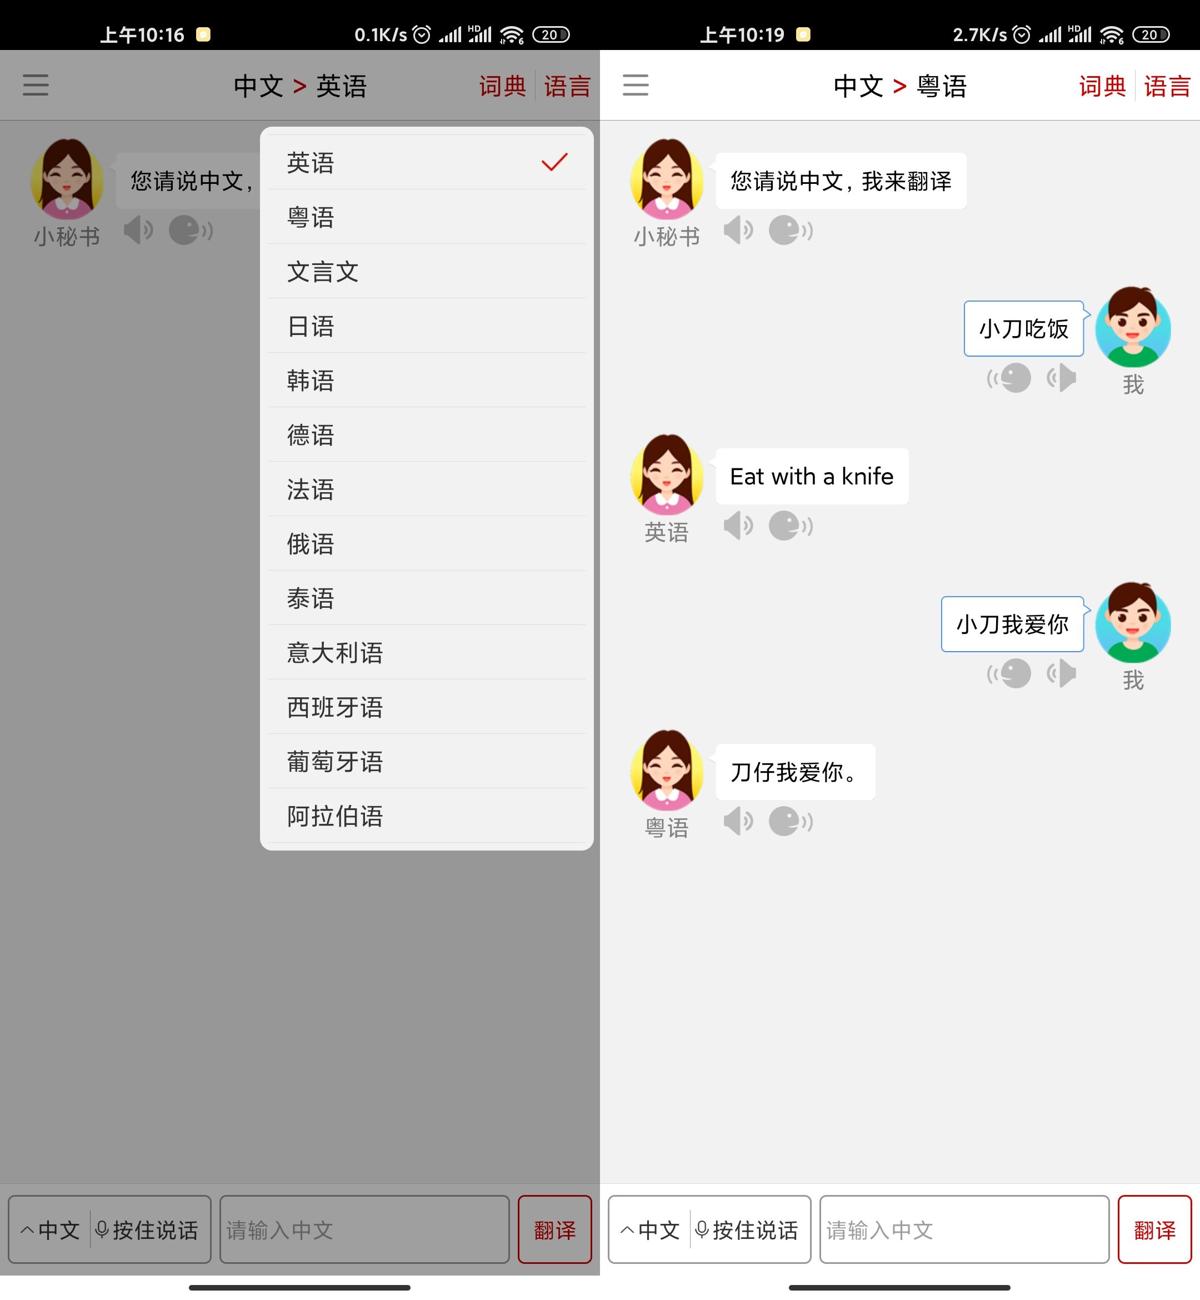 上午10:16
0.1K/s
HD
6
20
中文 > 英语
词典
语言
您请说中文，
小秘书
英语
粤语
文言文
日语
韩语
德语
法语
俄语
泰语
意大利语
西班牙语
葡萄牙语
阿拉伯语
中文
按住说话
请输入中文
翻译
上午10:19
2.7K/s
HD
6
20
中文 > 粤语
词典
语言
您请说中文，我来翻译
小秘书
小刀吃饭
我
Eat with a knife
英语
小刀我爱你
我
刀仔我爱你。
粤语
中文
按住说话
请输入中文
翻译